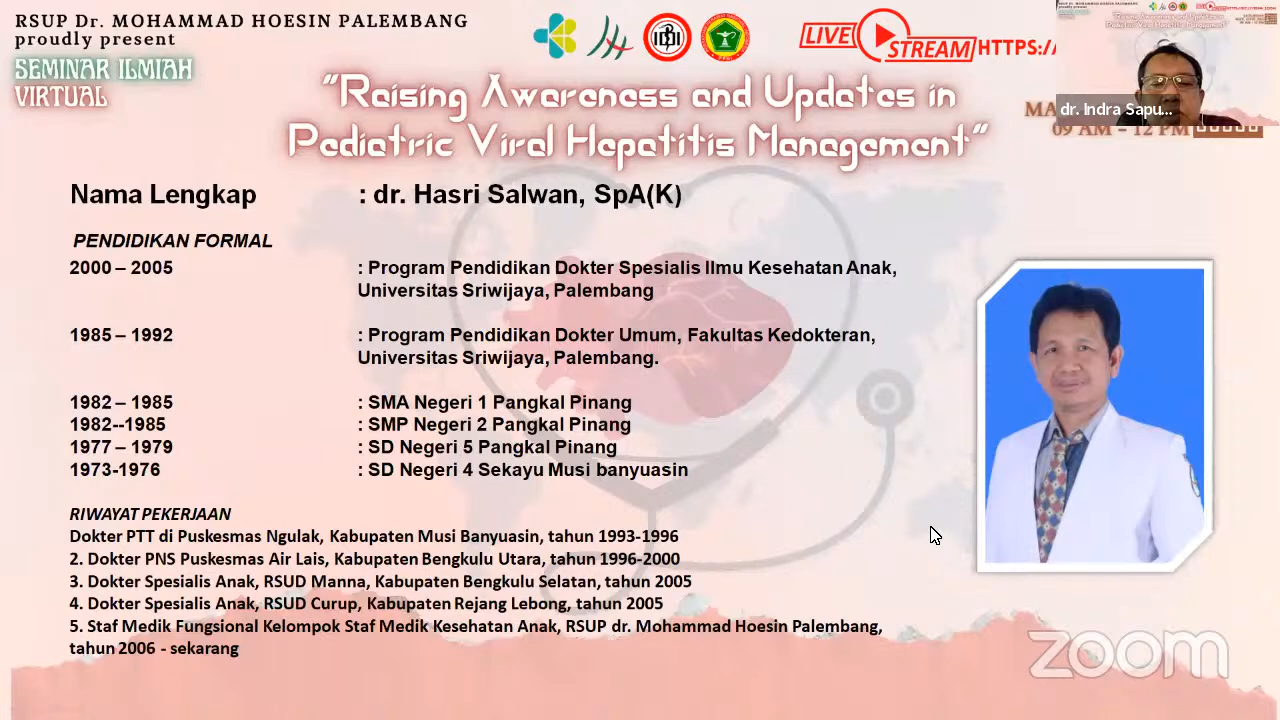 RSUP Dr. MOHAMMAD HOESIN PALEMBANG
proudly present
SEMINAR ILMIAH
VIRTUAL
IBI
LIVE
STREAM
HTTPS:/
"Raising Awareness and Updates in
Pediatric Viral Hepatitis Management"
dr. Indra Sapu...
09 AM - 12 PM
Nama Lengkap : dr. Hasri Salwan, SpA(K)
PENDIDIKAN FORMAL
2000 – 2005 : Program Pendidikan Dokter Spesialis Ilmu Kesehatan Anak,
Universitas Sriwijaya, Palembang
1985 – 1992 : Program Pendidikan Dokter Umum, Fakultas Kedokteran,
Universitas Sriwijaya, Palembang.
1982 – 1985 : SMA Negeri 1 Pangkal Pinang
1982--1985 : SMP Negeri 2 Pangkal Pinang
1977 – 1979 : SD Negeri 5 Pangkal Pinang
1973-1976 : SD Negeri 4 Sekayu Musi banyuasin
RIWAYAT PEKERJAAN
Dokter PTT di Puskesmas Ngulak, Kabupaten Musi Banyuasin, tahun 1993-1996
2. Dokter PNS Puskesmas Air Lais, Kabupaten Bengkulu Utara, tahun 1996-2000
3. Dokter Spesialis Anak, RSUD Manna, Kabupaten Bengkulu Selatan, tahun 2005
4. Dokter Spesialis Anak, RSUD Curup, Kabupaten Rejang Lebong, tahun 2005
5. Staf Medik Fungsional Kelompok Staf Medik Kesehatan Anak, RSUP dr. Mohammad Hoesin Palembang,
tahun 2006 - sekarang
zoom